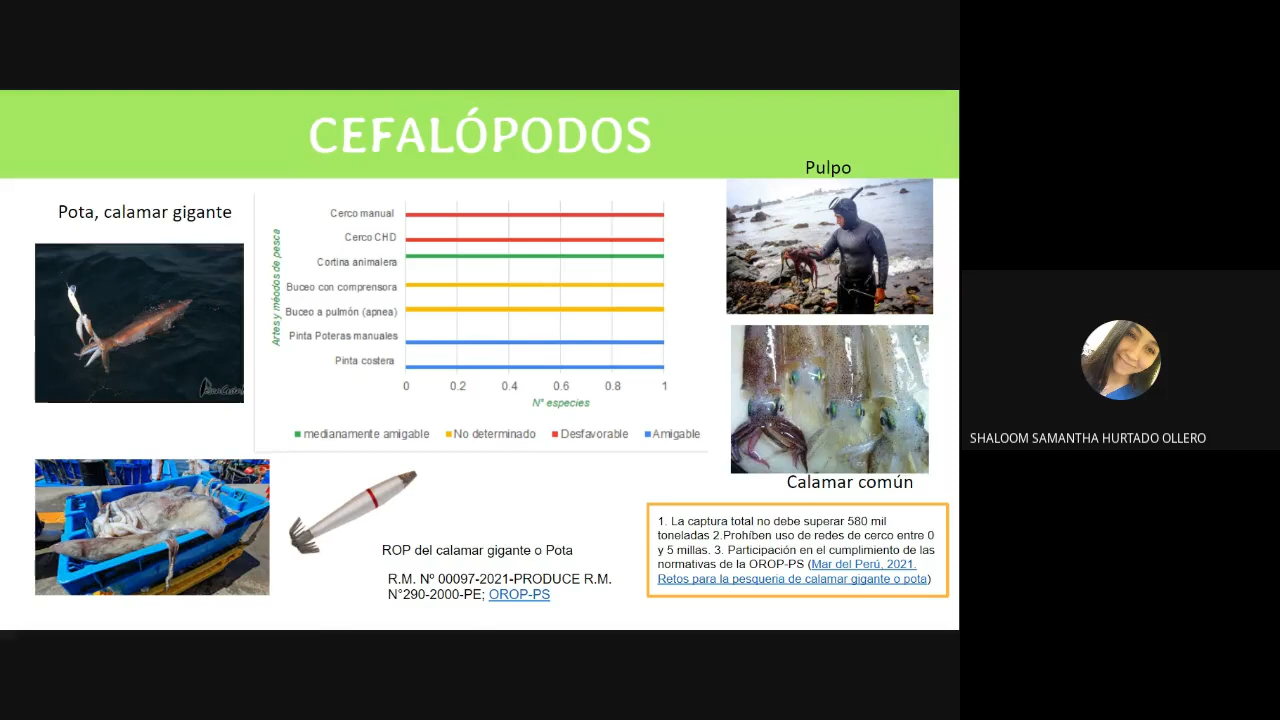 CEFALÓPODOS
Pulpo
Pota, calamar gigante
Artes y méodos de pesca
Cerco manual
Cerco CHD
Cortina animalera
Buceo con comprensora
Buceo a pulmón (apnea)
Pinta Poteras manuales
Pinta costera
0 0.2 0.4 0.6 0.8 1
N° especies
medianamente amigable No determinado Desfavorable Amigable
Calamar común
ROP del calamar gigante o Pota
R.M. Nº 00097-2021-PRODUCE R.M.
N°290-2000-PE; OROP-PS
1. La captura total no debe superar 580 mil
toneladas 2.Prohíben uso de redes de cerco entre 0
y 5 millas. 3. Participación en el cumplimiento de las
normativas de la OROP-PS (Mar del Perú, 2021.
Retos para la pesqueria de calamar gigante o pota)
SHALOOM SAMANTHA HURTADO OLLERO